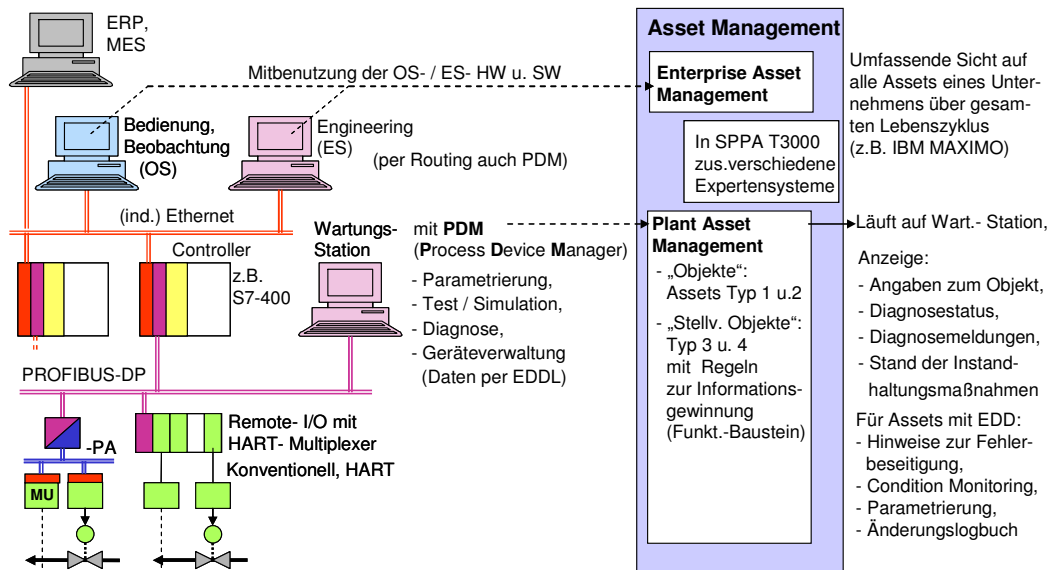 ERP,
MES
Mitbenutzung der OS- / ES- HW u. SW
Bedienung,
Beobachtung
(OS)
Engineering
(ES)
(per Routing auch PDM)
(ind.) Ethernet
Controller
z.B.
S7-400
Wartungs-
Station
mit PDM
(Process Device Manager)
- Parametrierung,
- Test / Simulation,
- Diagnose,
- Geräteverwaltung
(Daten per EDDL)
PROFIBUS-DP
-PA
MU
Remote- I/O mit
HART- Multiplexer
Konventionell, HART
Asset Management
Enterprise Asset
Management
In SPPA T3000
zus.verschiedene
Expertensysteme
Plant Asset
Management
- „Objekte“:
Assets Typ 1 u.2
- „Stellv. Objekte“:
Typ 3 u. 4
mit Regeln
zur Informations-
gewinnung
(Funkt.-Baustein)
Umfassende Sicht auf
alle Assets eines Unter-
nehmens über gesam-
ten Lebenszyklus
(z.B. IBM MAXIMO)
Läuft auf Wart.- Station,
Anzeige:
- Angaben zum Objekt,
- Diagnosestatus,
- Diagnosemeldungen,
- Stand der Instand-
haltungsmaßnahmen
Für Assets mit EDD:
- Hinweise zur Fehler-
beseitigung,
- Condition Monitoring,
- Parametrierung,
- Änderungslogbuch